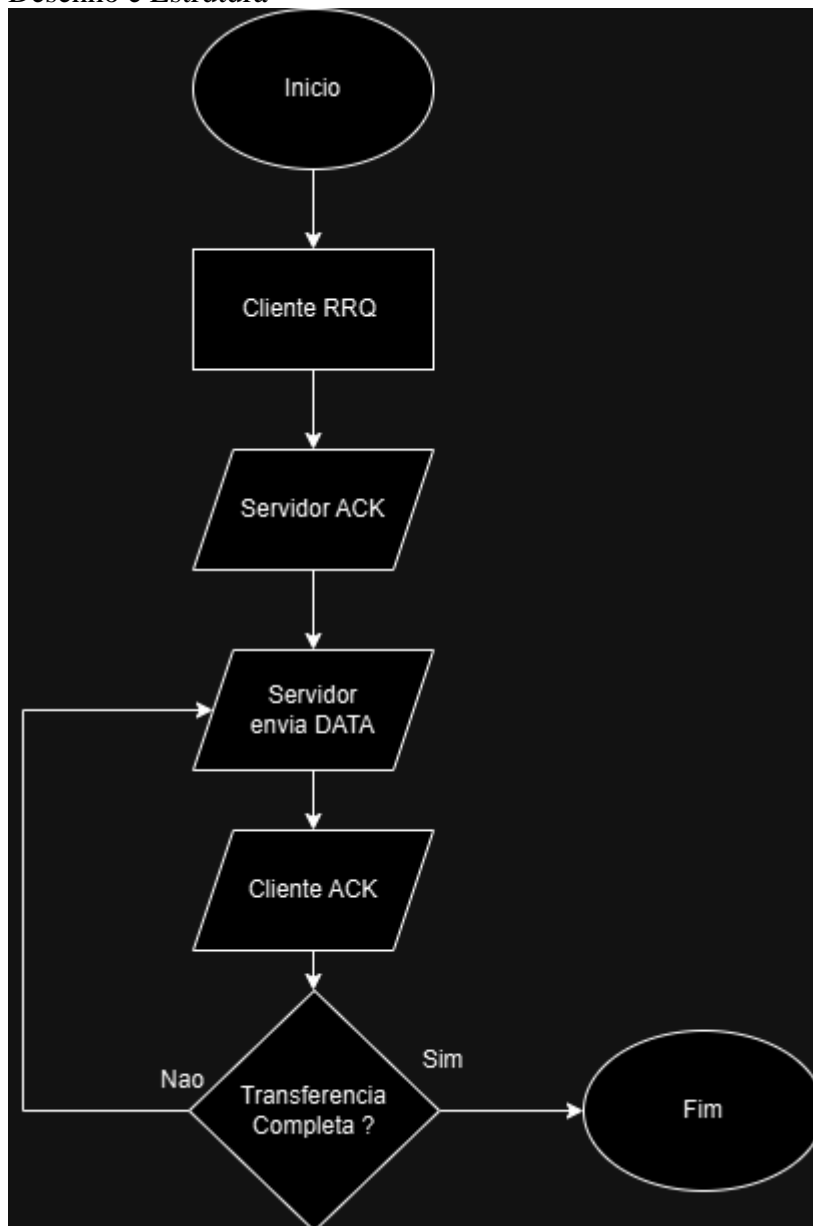 Desenho e Estrutura
Inicio
Cliente RRQ
Servidor ACK
Servidor
envia DATA
Cliente ACK
Nao
Sim
Transferencia
Completa ?
Fim